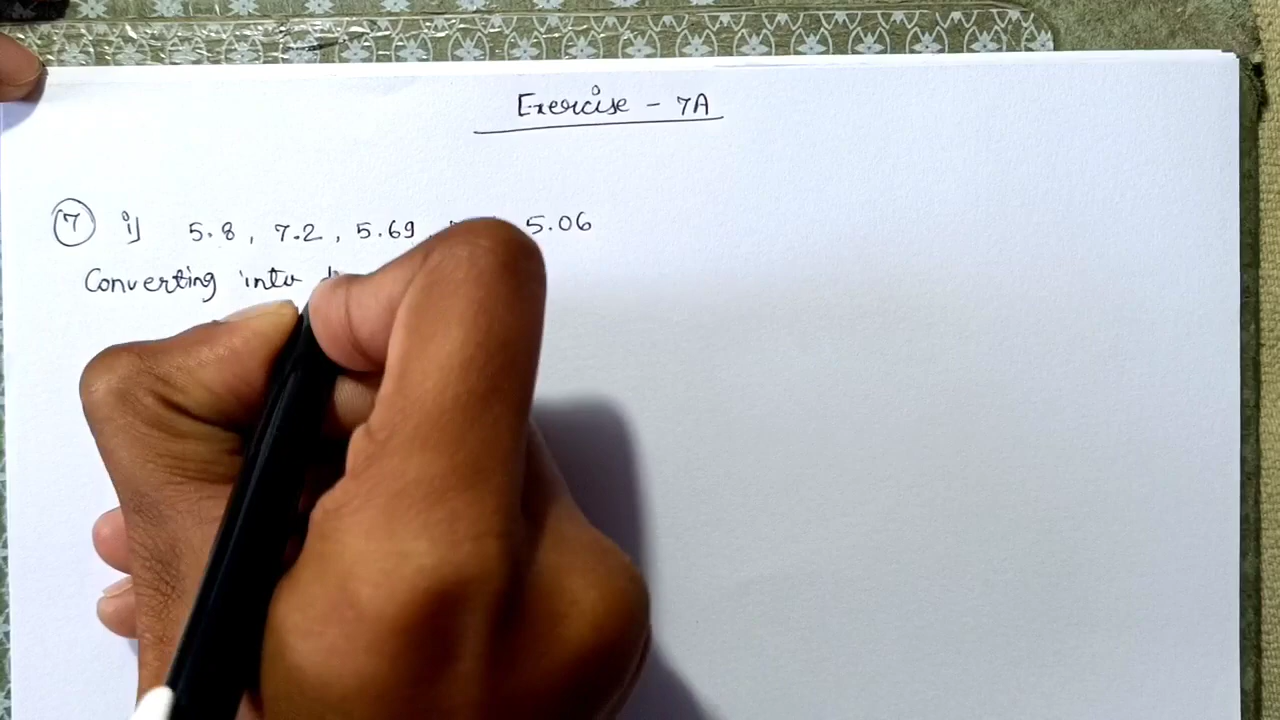 Exercise - 7A
7 i) 5.8, 7.2, 5.69, 5.06
Converting into